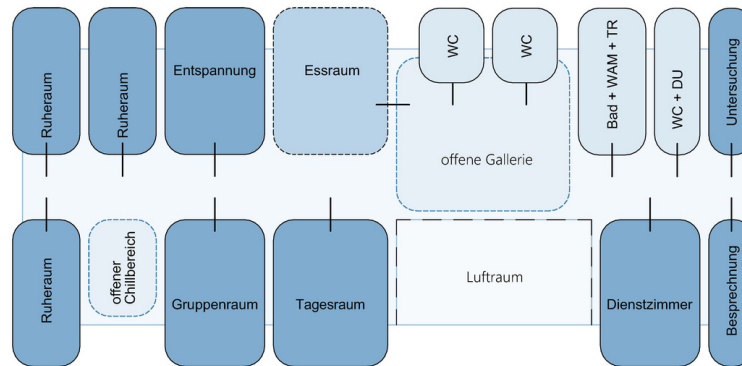 Ruheraum
Ruheraum
Entspannung
Essraum
WC
WC
Bad + WAM + TR
WC + DU
Untersuchung
offene Gallerie
Ruheraum
offener
Chillbereich
Gruppenraum
Tagesraum
Luftraum
Dienstzimmer
Besprechnung